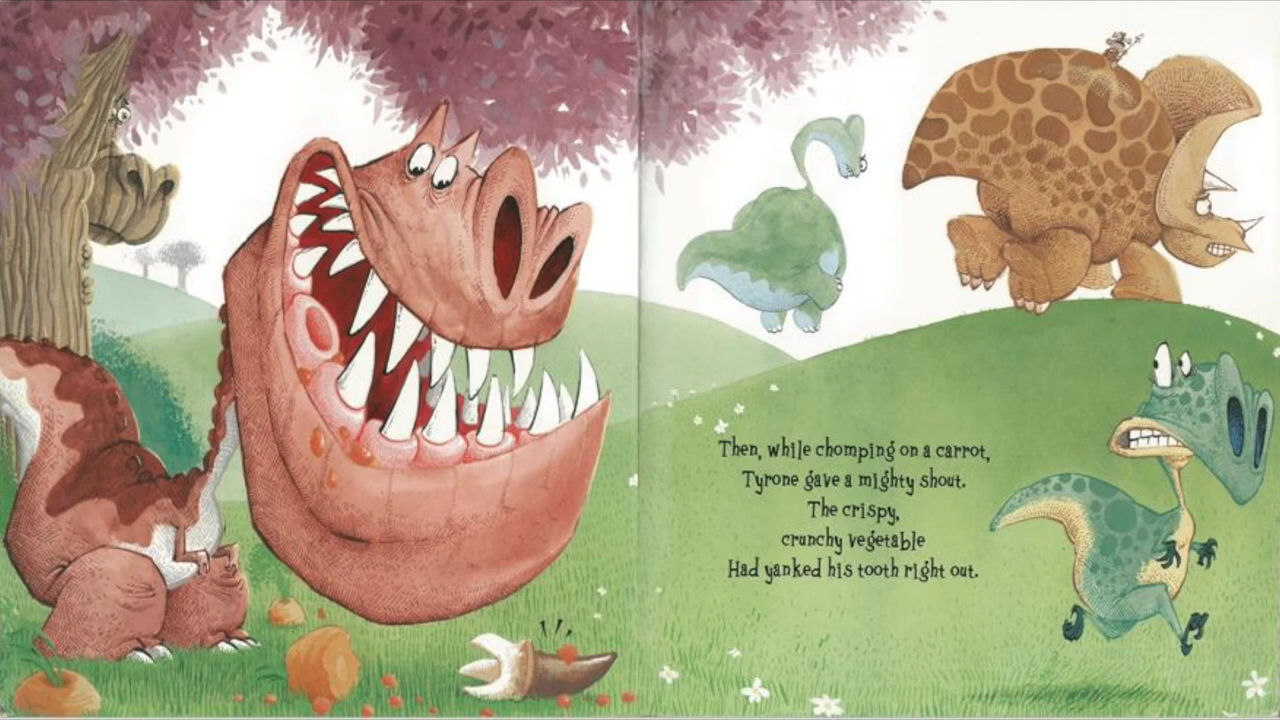 Then, while chomping on a carrot,
Tyrone gave a mighty shout.
The crispy,
crunchy vegetable
Had yanked his tooth right out.